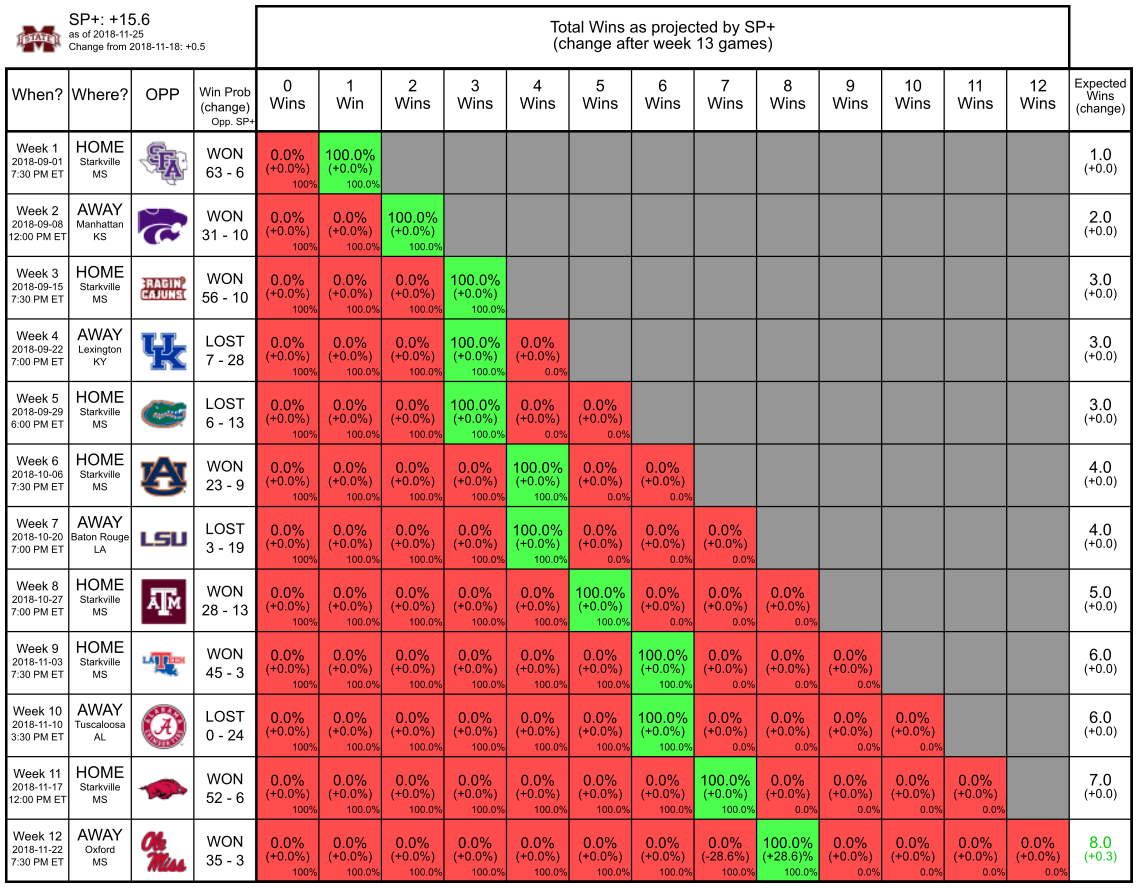 STATE
M
SP+: +15.6
as of 2018-11-25
Change from 2018-11-18: +0.5
Total Wins as projected by SP+
(change after week 13 games)
When? Where? OPP
Win Prob
(change)
Opp. SP+
0 Wins 1 Win 2 Wins 3 Wins 4 Wins 5 Wins 6 Wins 7 Wins 8 Wins 9 Wins 10 Wins 11 Wins 12 Wins
Expected
Wins
(change)
Week 1 HOME
2018-09-01 Starkville
7:30 PM ET MS
SFA
WON
63 - 6
0.0% 100.0% 1.0
(+0.0%) (+0.0%) (+0.0)
100% 100.0%
Week 2 AWAY
2018-09-08 Manhattan
12:00 PM ET KS
WON
31 - 10
0.0% 0.0% 100.0% 2.0
(+0.0%) (+0.0%) (+0.0%) (+0.0)
100% 100.0% 100.0%
Week 3 HOME
2018-09-15 Starkville
7:30 PM ET MS
RAGIN'
CAJUNS
WON
56 - 10
0.0% 0.0% 0.0% 100.0% 3.0
(+0.0%) (+0.0%) (+0.0%) (+0.0%) (+0.0)
100% 100.0% 100.0% 100.0%
Week 4 AWAY
2018-09-22 Lexington
7:00 PM ET KY
UK
LOST
7 - 28
0.0% 0.0% 0.0% 100.0% 0.0% 3.0
(+0.0%) (+0.0%) (+0.0%) (+0.0%) (+0.0%) (+0.0)
100% 100.0% 100.0% 100.0% 0.0%
Week 5 HOME
2018-09-29 Starkville
6:00 PM ET MS
LOST
6 - 13
0.0% 0.0% 0.0% 100.0% 0.0% 0.0% 3.0
(+0.0%) (+0.0%) (+0.0%) (+0.0%) (+0.0%) (+0.0%) (+0.0)
100% 100.0% 100.0% 100.0% 0.0% 0.0%
Week 6 HOME
2018-10-06 Starkville
7:30 PM ET MS
AU
WON
23 - 9
0.0% 0.0% 0.0% 0.0% 100.0% 0.0% 0.0% 4.0
(+0.0%) (+0.0%) (+0.0%) (+0.0%) (+0.0%) (+0.0%) (+0.0%) (+0.0)
100% 100.0% 100.0% 100.0% 100.0% 0.0% 0.0%
Week 7 AWAY
2018-10-20 Baton Rouge
7:00 PM ET LA
LSU
LOST
3 - 19
0.0% 0.0% 0.0% 0.0% 100.0% 0.0% 0.0% 0.0% 4.0
(+0.0%) (+0.0%) (+0.0%) (+0.0%) (+0.0%) (+0.0%) (+0.0%) (+0.0%) (+0.0)
100% 100.0% 100.0% 100.0% 100.0% 0.0% 0.0% 0.0%
Week 8 HOME
2018-10-27 Starkville
7:00 PM ET MS
ATM
WON
28 - 13
0.0% 0.0% 0.0% 0.0% 0.0% 100.0% 0.0% 0.0% 0.0% 5.0
(+0.0%) (+0.0%) (+0.0%) (+0.0%) (+0.0%) (+0.0%) (+0.0%) (+0.0%) (+0.0%) (+0.0)
100% 100.0% 100.0% 100.0% 100.0% 100.0% 0.0% 0.0% 0.0%
Week 9 HOME
2018-11-03 Starkville
7:30 PM ET MS
LA TECH
WON
45 - 3
0.0% 0.0% 0.0% 0.0% 0.0% 0.0% 100.0% 0.0% 0.0% 0.0% 6.0
(+0.0%) (+0.0%) (+0.0%) (+0.0%) (+0.0%) (+0.0%) (+0.0%) (+0.0%) (+0.0%) (+0.0%) (+0.0)
100% 100.0% 100.0% 100.0% 100.0% 100.0% 100.0% 0.0% 0.0% 0.0%
Week 10 AWAY
2018-11-10 Tuscaloosa
3:30 PM ET AL
ALABAMA
A
CRIMSON TIDE
LOST
0 - 24
0.0% 0.0% 0.0% 0.0% 0.0% 0.0% 100.0% 0.0% 0.0% 0.0% 0.0% 6.0
(+0.0%) (+0.0%) (+0.0%) (+0.0%) (+0.0%) (+0.0%) (+0.0%) (+0.0%) (+0.0%) (+0.0%) (+0.0%) (+0.0)
100% 100.0% 100.0% 100.0% 100.0% 100.0% 100.0% 0.0% 0.0% 0.0% 0.0%
Week 11 HOME
2018-11-17 Starkville
12:00 PM ET MS
WON
52 - 6
0.0% 0.0% 0.0% 0.0% 0.0% 0.0% 0.0% 100.0% 0.0% 0.0% 0.0% 0.0% 7.0
(+0.0%) (+0.0%) (+0.0%) (+0.0%) (+0.0%) (+0.0%) (+0.0%) (+0.0%) (+0.0%) (+0.0%) (+0.0%) (+0.0%) (+0.0)
100% 100.0% 100.0% 100.0% 100.0% 100.0% 100.0% 100.0% 0.0% 0.0% 0.0% 0.0%
Week 12 AWAY
2018-11-22 Oxford
7:30 PM ET MS
Ole
Miss
WON
35 - 3
0.0% 0.0% 0.0% 0.0% 0.0% 0.0% 0.0% 0.0% 100.0% 0.0% 0.0% 0.0% 0.0% 8.0
(+0.0%) (+0.0%) (+0.0%) (+0.0%) (+0.0%) (+0.0%) (+0.0%) (-28.6%) (+28.6)% (+0.0%) (+0.0%) (+0.0%) (+0.0%) (+0.3)
100% 100.0% 100.0% 100.0% 100.0% 100.0% 100.0% 100.0% 100.0% 0.0% 0.0% 0.0% 0.0%